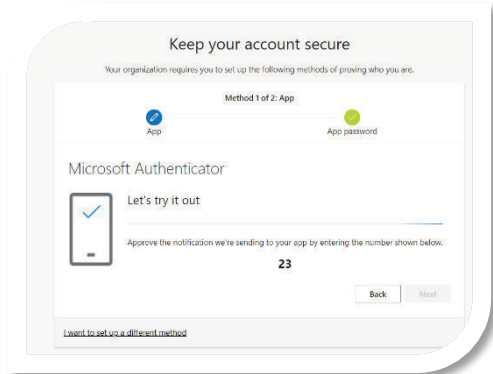 Keep your account secure
Your organization requires you to set up the following methods of proving who you are.
Method 1 of 2: App
App
App password
Microsoft Authenticator
Let's try it out
Approve the notification we're sending to your app by entering the number shown below.
23
Back
Next
I want to set up a different method